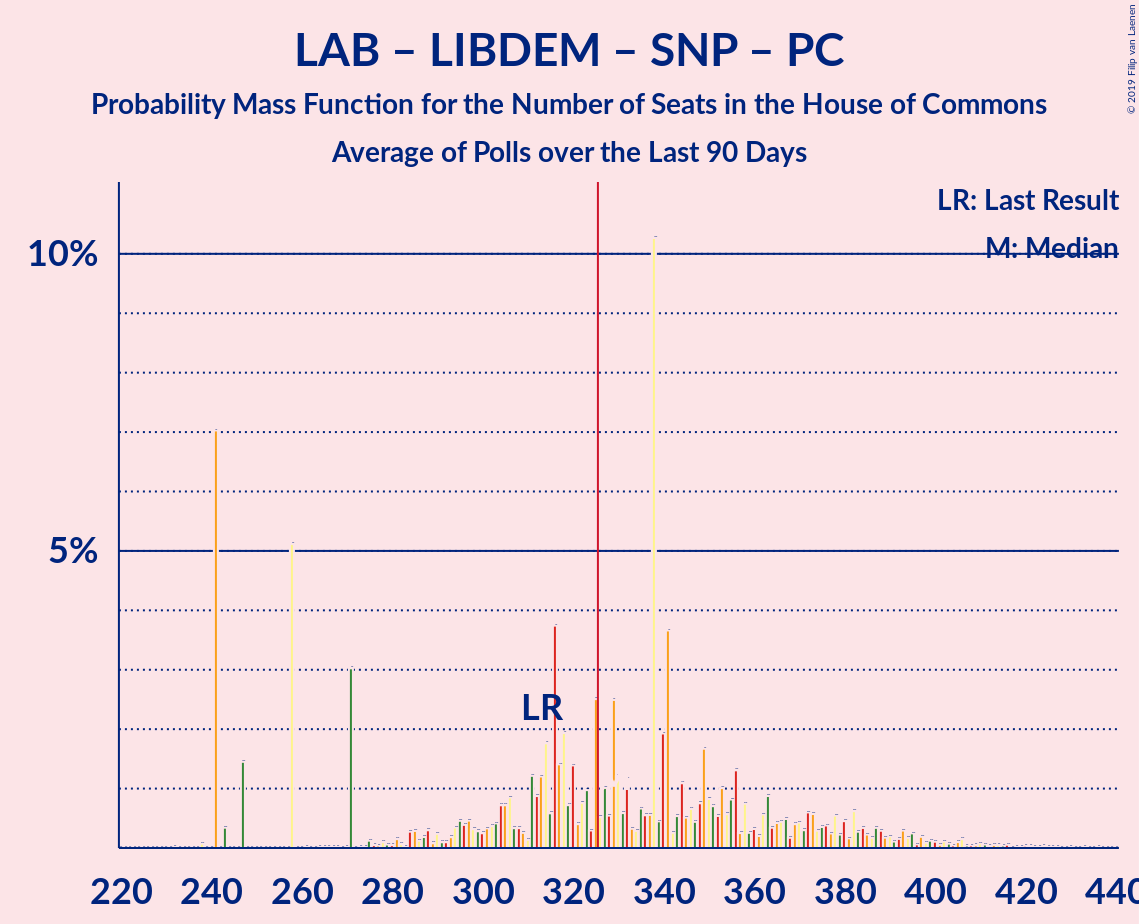 LAB – LIBDEM – SNP – PC
Probability Mass Function for the Number of Seats in the House of Commons
Average of Polls over the Last 90 Days
© 2019 Filip van Laenen
LR: Last Result
M: Median
10%
5%
LR
220 240 260 280 300 320 340 360 380 400 420 440